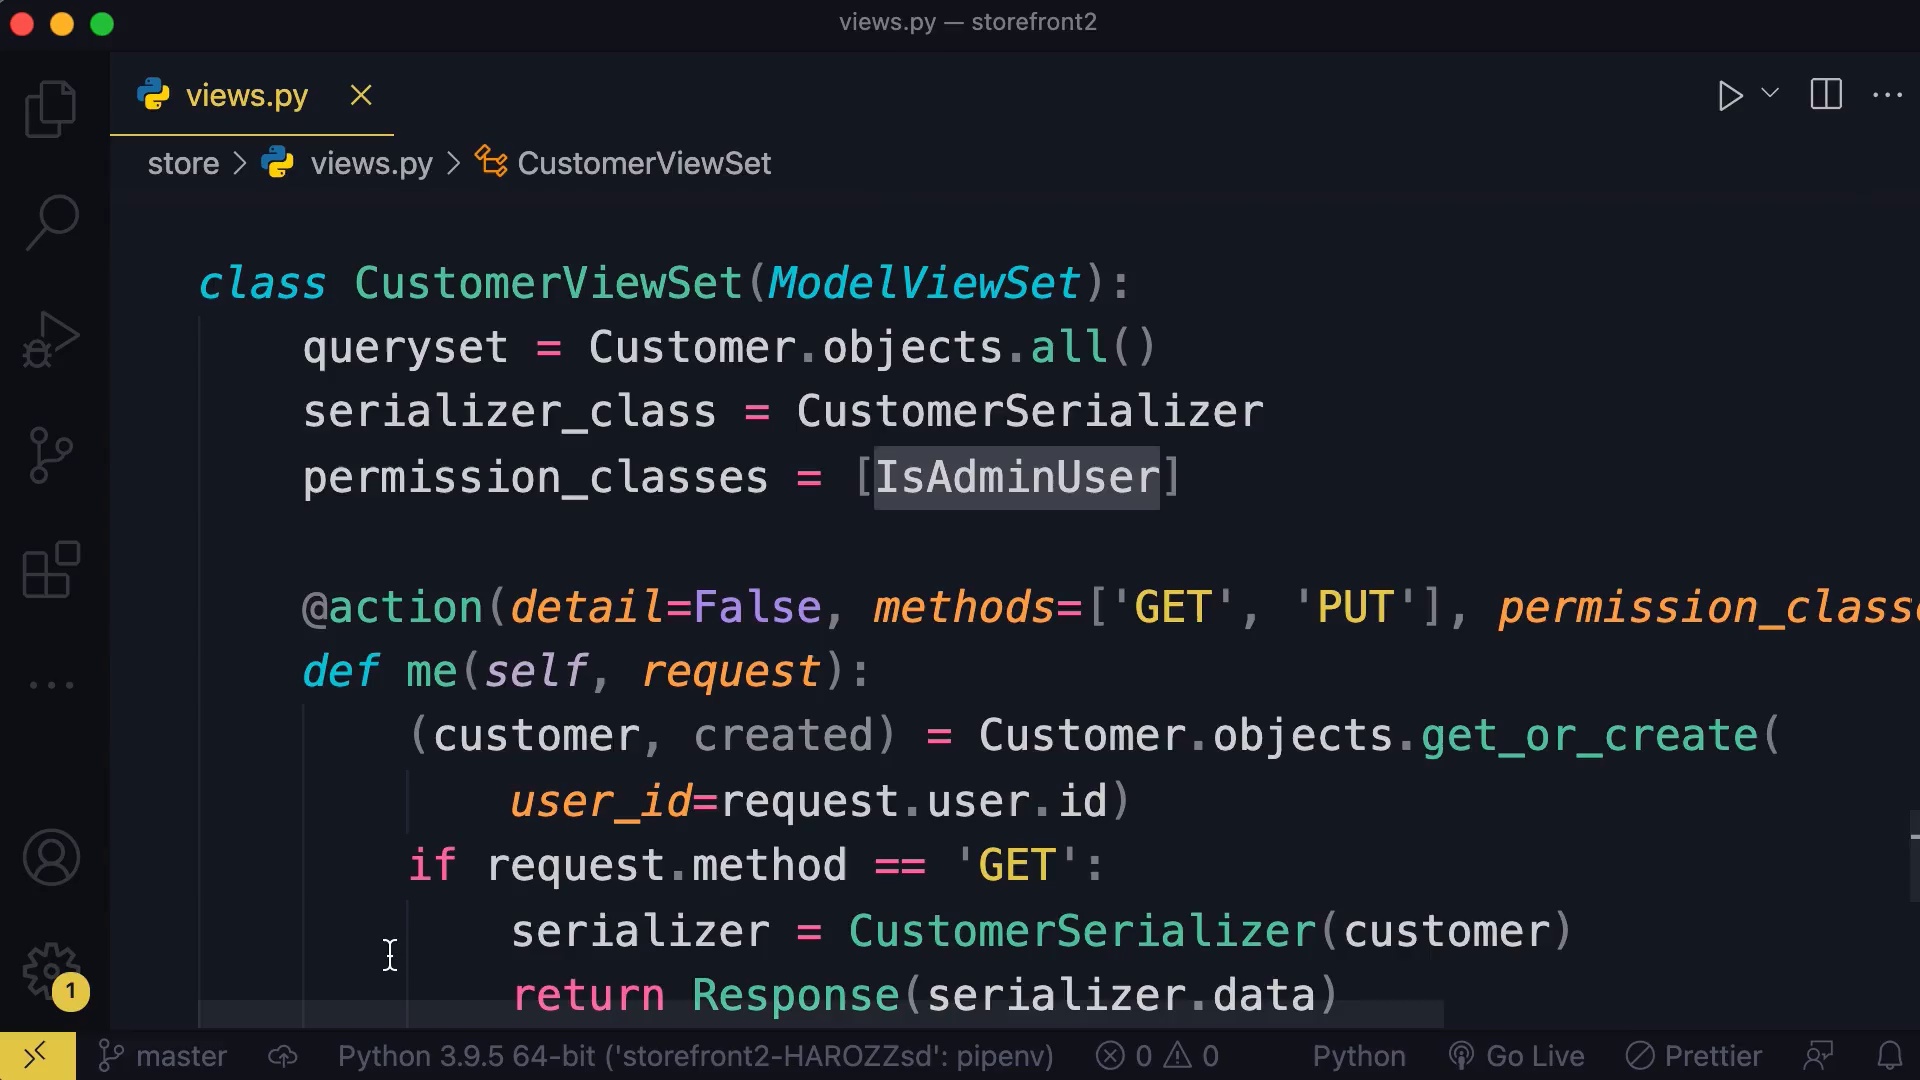 views.py — storefront2
views.py
store > views.py > CustomerViewSet
class CustomerViewSet(ModelViewSet):
queryset = Customer.objects.all()
serializer_class = CustomerSerializer
permission_classes = [IsAdminUser]
@action(detail=False, methods=['GET', 'PUT'], permission_classe
def me(self, request):
(customer, created) = Customer.objects.get_or_create(
user_id=request.user.id)
if request.method == 'GET':
serializer = CustomerSerializer(customer)
return Response(serializer.data)
1
master Python 3.9.5 64-bit ('storefront2-HAROZZsd': pipenv) 0 0 Python Go Live Prettier